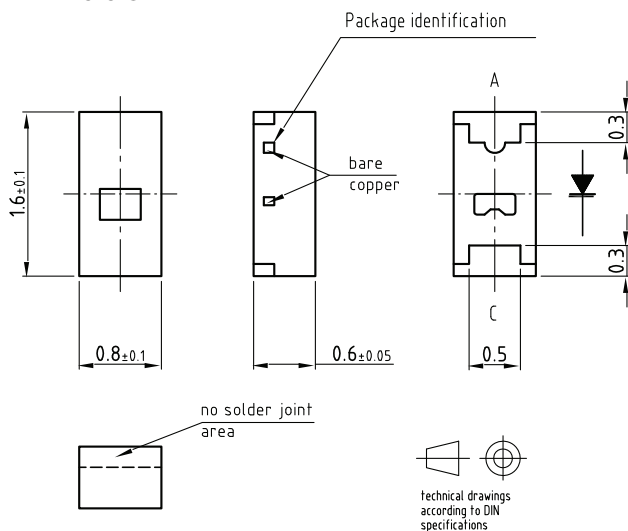 Package identification
A
0.3
bare
copper
1.6±0.1
0.3
C
0.8±0.1
0.6±0.05
0.5
no solder joint
area
technical drawings
according to DIN
specifications